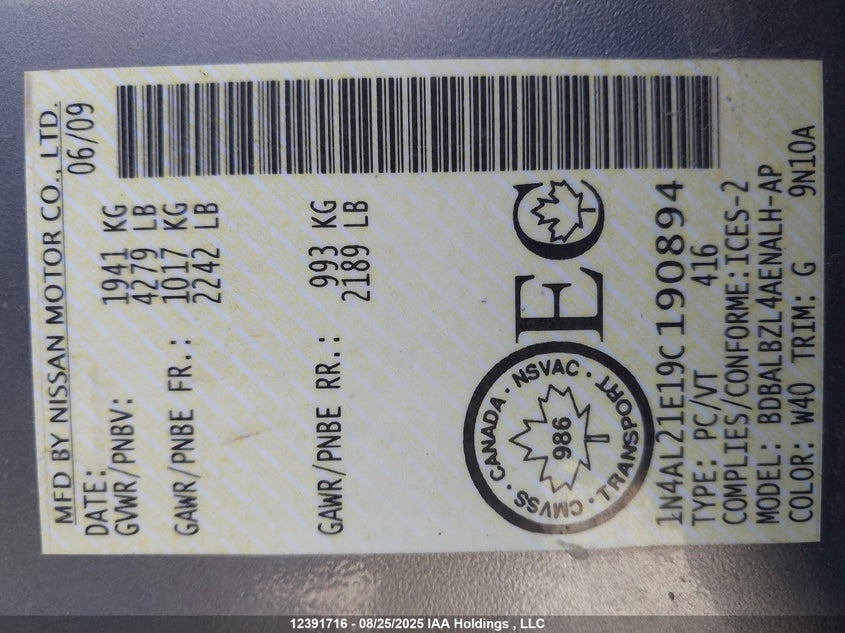 MFD BY NISSAN MOTOR CO., LTD.
DATE: 06/09
GVWR/PNBV: 1941 KG
4279 LB
GAWR/PNBE FR.: 1017 KG
2242 LB
GAWR/PNBE RR.: 993 KG
2189 LB
CMVSS · CANADA · NSVAC · TRANSPORT ·
986
EC
1N4AL21E19C190894
TYPE: PC/VT 416
COMPLIES/CONFORME:ICES-2
MODEL: BDBALBZL4AENALH-AP
COLOR: W40 TRIM: G 9N10A
12391716 - 08/25/2025 IAA Holdings , LLC